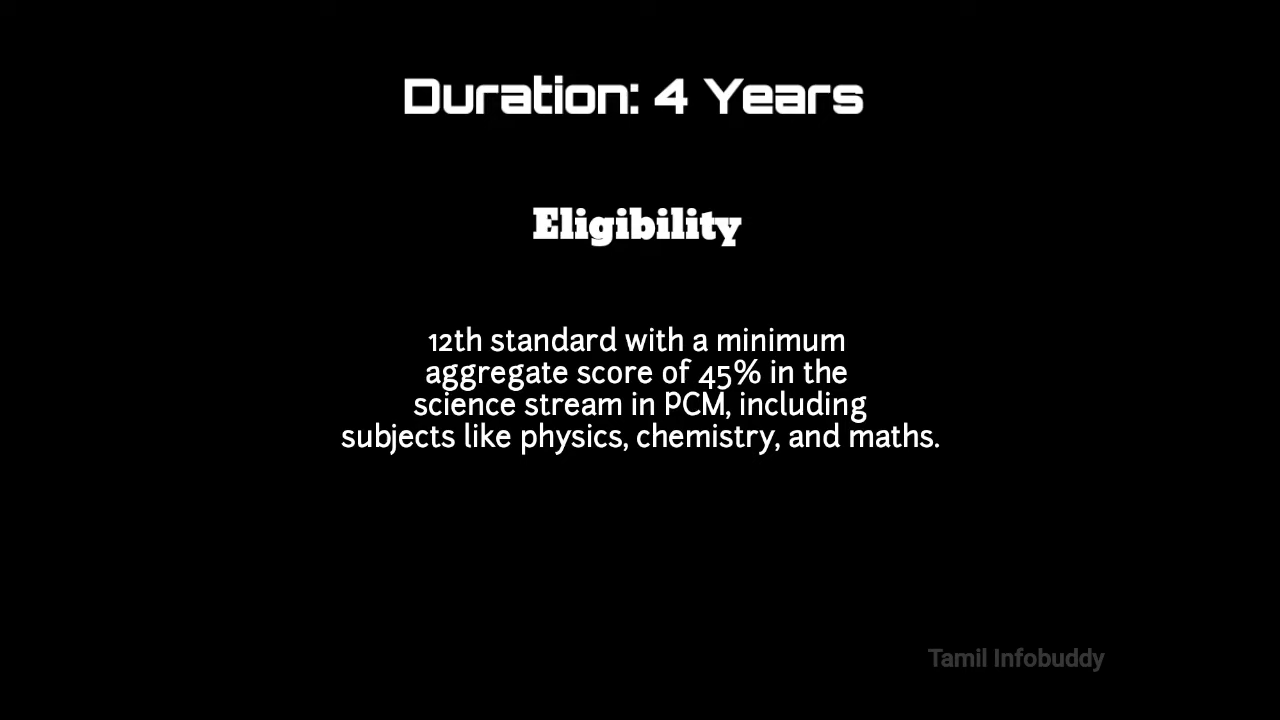 Duration: 4 Years
Eligibility
12th standard with a minimum
aggregate score of 45% in the
science stream in PCM, including
subjects like physics, chemistry, and maths.
Tamil Infobuddy